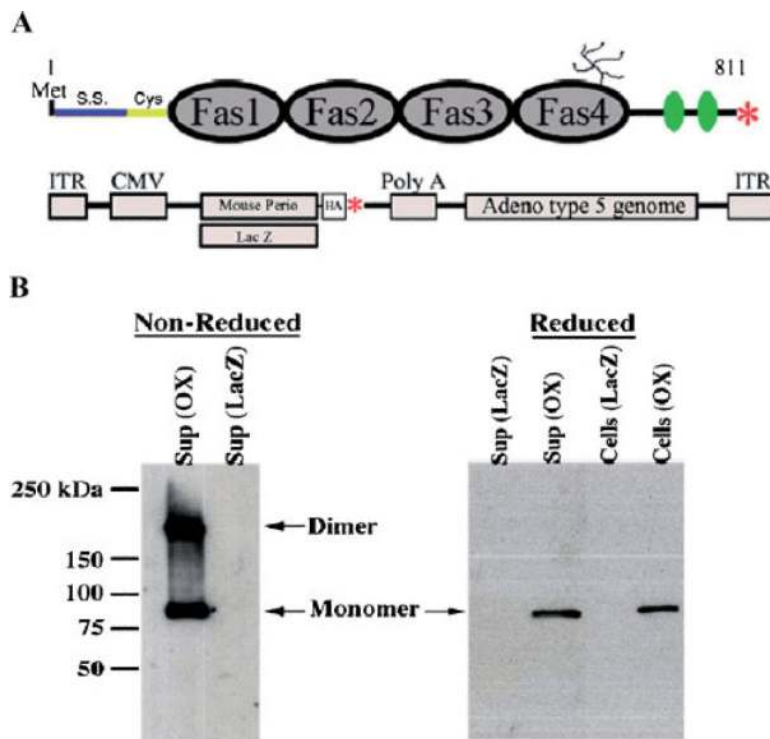 A
1
Met
S.S.
Cys
Fas1
Fas2
Fas3
Fas4
811
*
ITR
CMV
Mouse Perio
HA
*
Poly A
Adeno type 5 genome
ITR
Lac Z
B
Non-Reduced
Reduced
Sup (OX)
Sup (LacZ)
Sup (LacZ)
Sup (OX)
Cells (LacZ)
Cells (OX)
250 kDa
150
100
75
50
Dimer
Monomer